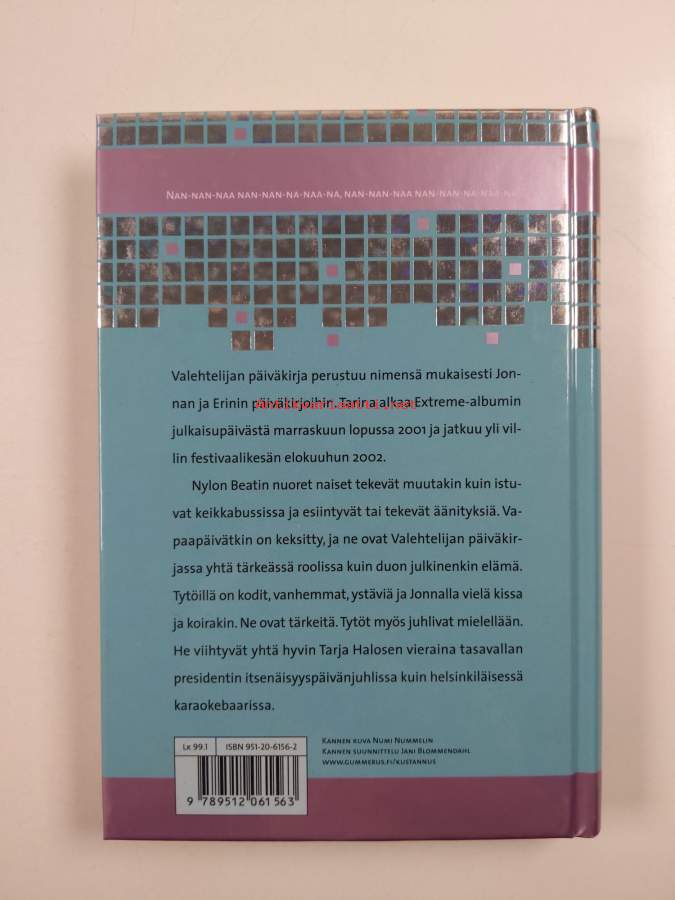 Nan-nan-naa nan-nan-na-naa-na, nan-nan-naa nan-nan-na-naa-na
Valehtelijan päiväkirja perustuu nimensä mukaisesti Jon-
nan ja Erinin päiväkirjoihin. Tarina alkaa Extreme-albumin
Antikvariaatti.net
julkaisupäivästä marraskuun lopussa 2001 ja jatkuu yli vil-
lin festivaalikesän elokuuhun 2002.
Nylon Beatin nuoret naiset tekevät muutakin kuin istu-
vat keikkabussissa ja esiintyvät tai tekevät äänityksiä. Va-
paapäivätkin on keksitty, ja ne ovat Valehtelijan päiväkir-
jassa yhtä tärkeässä roolissa kuin duon julkinenkin elämä.
Tytöillä on kodit, vanhemmat, ystäviä ja Jonnalla vielä kissa
ja koirakin. Ne ovat tärkeitä. Tytöt myös juhlivat mielellään.
He viihtyvät yhtä hyvin Tarja Halosen vieraina tasavallan
presidentin itsenäisyyspäivänjuhlissa kuin helsinkiläisessä
karaokebaarissa.
Lx 99.1 ISBN 951-20-6156-2
9 789512 061563
Kannen kuva Numi Nummelin
Kannen suunnittelu Jani Blommendahl
www.gummerus.fi/kustannus